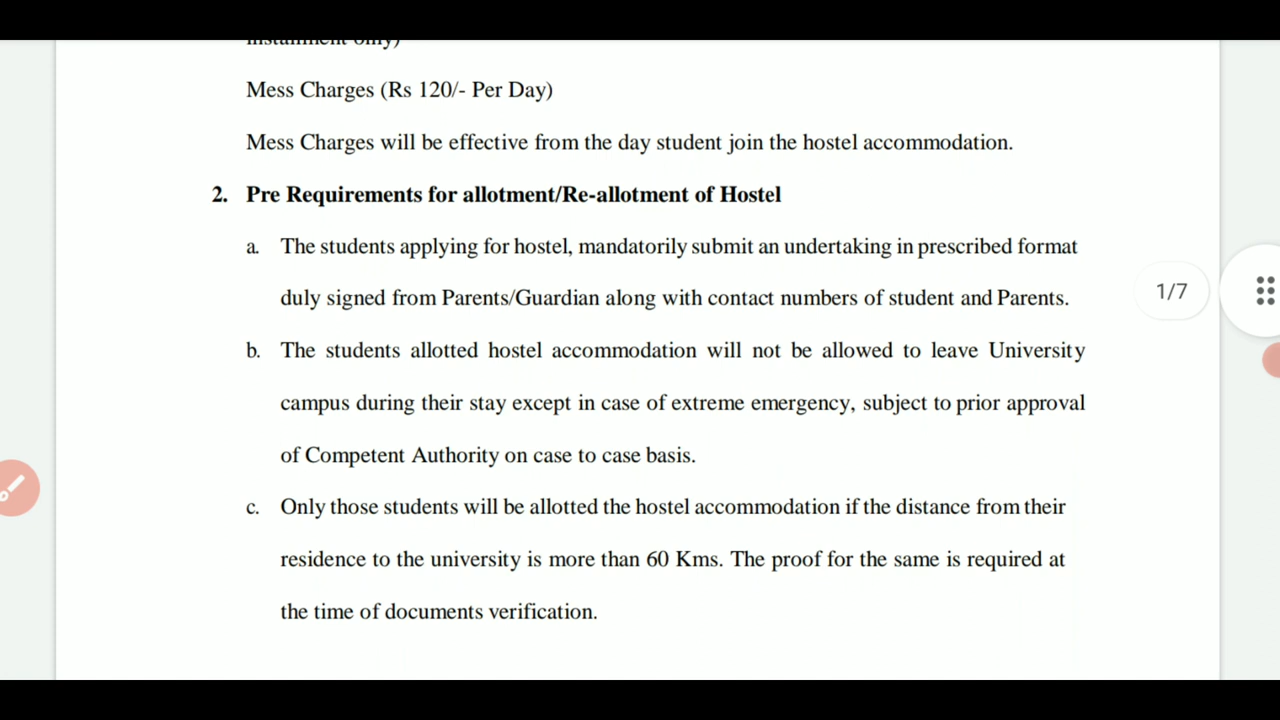 installment only)
Mess Charges (Rs 120/- Per Day)
Mess Charges will be effective from the day student join the hostel accommodation.
2. Pre Requirements for allotment/Re-allotment of Hostel
a. The students applying for hostel, mandatorily submit an undertaking in prescribed format
duly signed from Parents/Guardian along with contact numbers of student and Parents.
1/7
b. The students allotted hostel accommodation will not be allowed to leave University
campus during their stay except in case of extreme emergency, subject to prior approval
of Competent Authority on case to case basis.
c. Only those students will be allotted the hostel accommodation if the distance from their
residence to the university is more than 60 Kms. The proof for the same is required at
the time of documents verification.